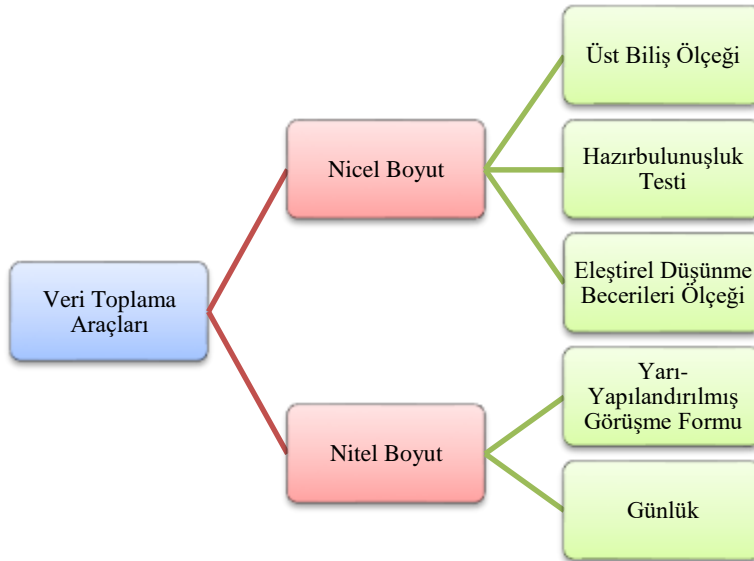 Veri Toplama
Araçları
Nicel Boyut
Üst Biliş Ölçeği
Hazırbulunuşluk
Testi
Eleştirel Düşünme
Becerileri Ölçeği
Nitel Boyut
Yarı-
Yapılandırılmış
Görüşme Formu
Günlük